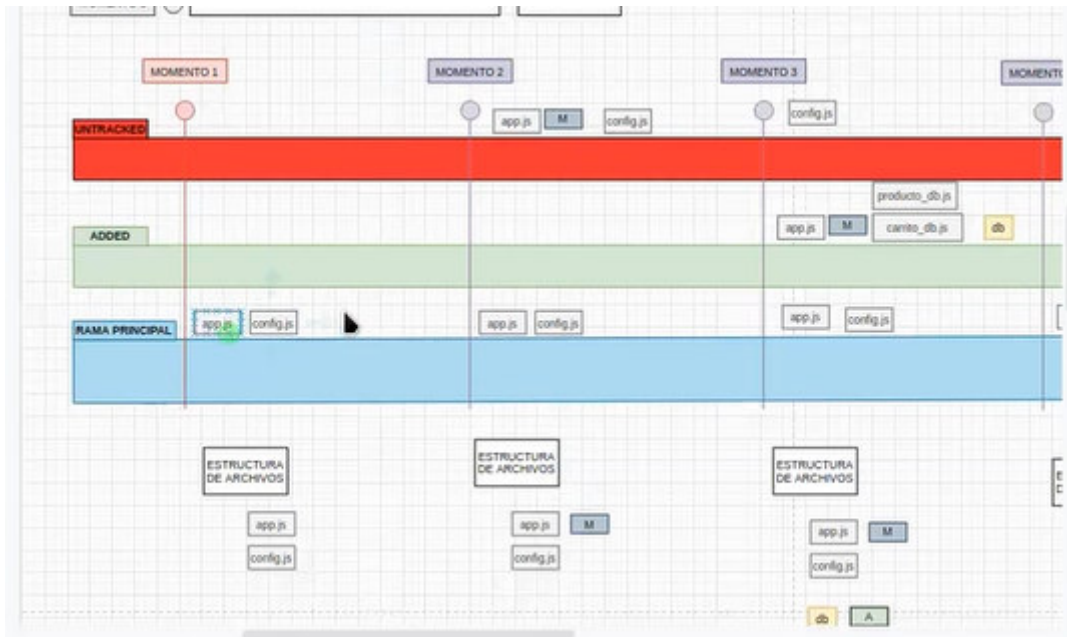 MOMENTO 1
MOMENTO 2
MOMENTO 3
MOMENTO
UNTRACKED
app.js
M
config.js
config.js
producto_db.js
ADDED
app.js
M
carrito_db.js
db
RAMA PRINCIPAL
app.js
config.js
app.js
config.js
app.js
config.js
ESTRUCTURA
DE ARCHIVOS
ESTRUCTURA
DE ARCHIVOS
ESTRUCTURA
DE ARCHIVOS
app.js
app.js
M
app.js
M
config.js
config.js
config.js
db
A